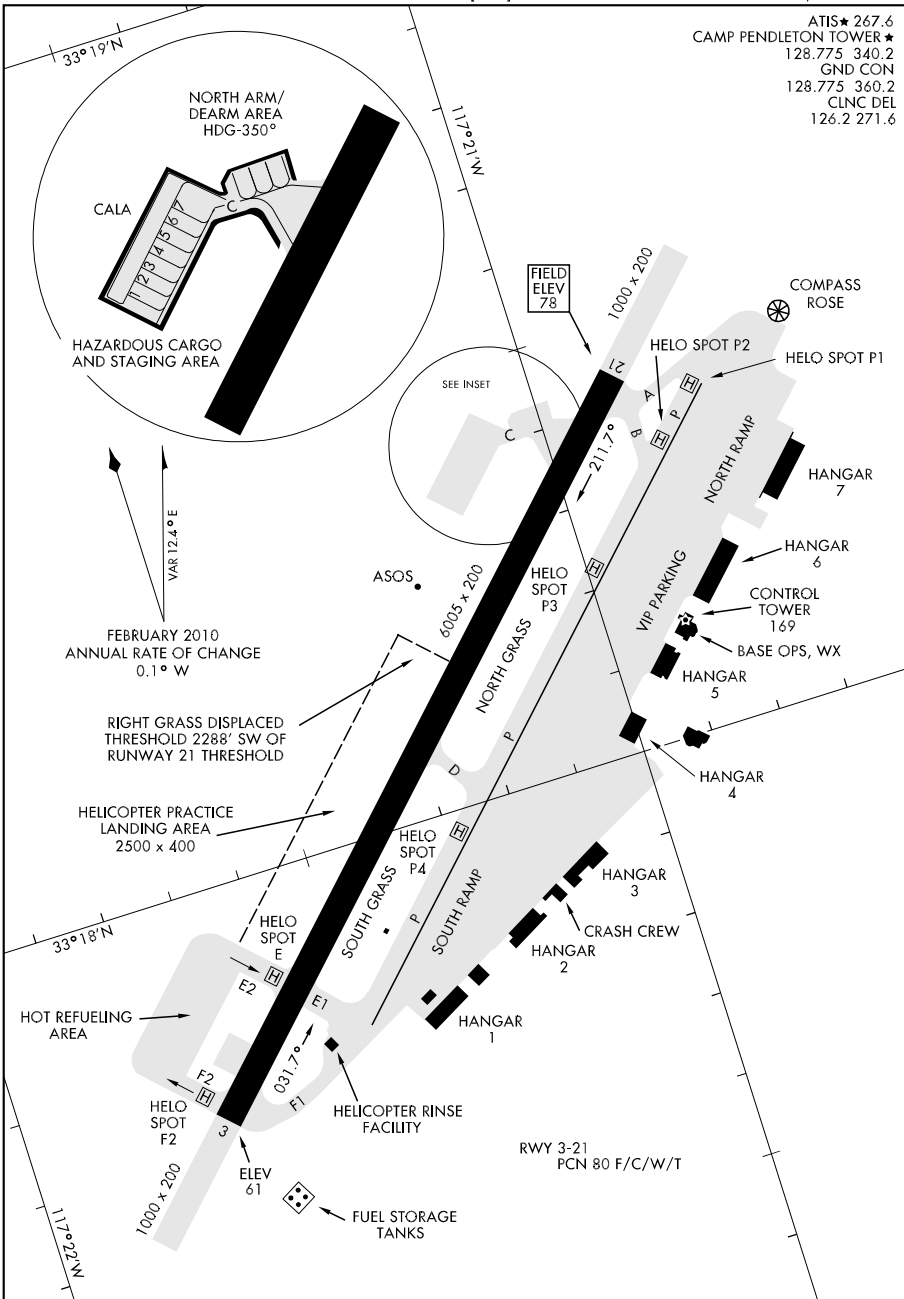 ATIS★ 267.6
CAMP PENDLETON TOWER★
128.775 340.2
GND CON
128.775 360.2
CLNC DEL
126.2 271.6
33°19'N
117°21'W
NORTH ARM/
DEARM AREA
HDG-350°
CALA
C
7
6
5
4
3
2
1
HAZARDOUS CARGO
AND STAGING AREA
FIELD
ELEV
78
1000 x 200
COMPASS
ROSE
HELO SPOT P2
HELO SPOT P1
SEE INSET
21
A
H
P
B
H
C
211.7°
NORTH RAMP
HANGAR
7
VAR 12.4° E
HANGAR
6
ASOS
6005 x 200
HELO
SPOT
P3
H
VIP PARKING
CONTROL
TOWER
169
BASE OPS, WX
FEBRUARY 2010
ANNUAL RATE OF CHANGE
0.1° W
NORTH GRASS
HANGAR
5
RIGHT GRASS DISPLACED
THRESHOLD 2288' SW OF
RUNWAY 21 THRESHOLD
P
D
HANGAR
4
HELICOPTER PRACTICE
LANDING AREA
2500 x 400
HELO
SPOT
P4
H
SOUTH GRASS
P
SOUTH RAMP
HANGAR
3
CRASH CREW
HANGAR
2
33°18'N
HELO
SPOT
E
H
E2
E1
HANGAR
1
HOT REFUELING
AREA
031.7°
F2
H
F1
HELO
SPOT
F2
HELICOPTER RINSE
FACILITY
3
ELEV
61
RWY 3-21
PCN 80 F/C/W/T
1000 x 200
FUEL STORAGE
TANKS
117°22'W